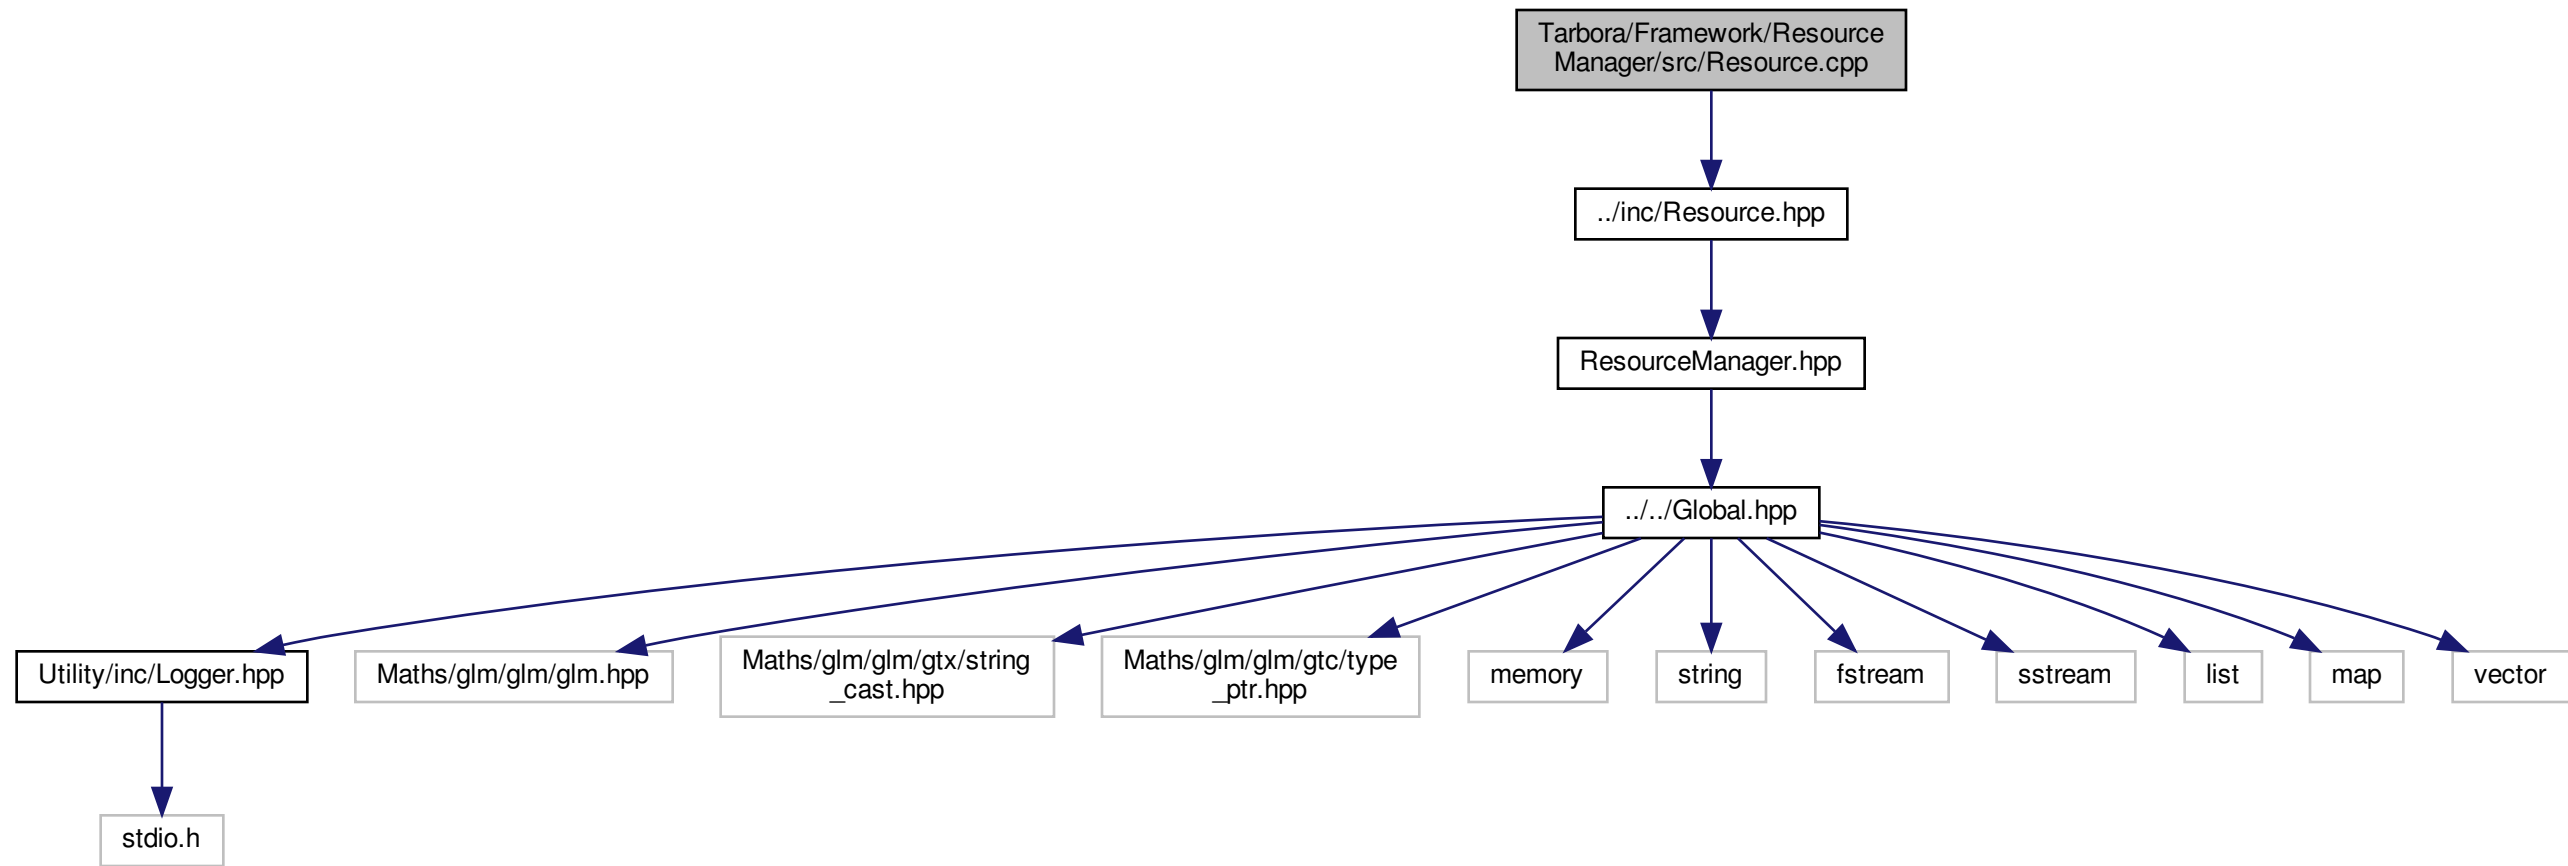 Tarbora/Framework/Resource
Manager/src/Resource.cpp
../inc/Resource.hpp
ResourceManager.hpp
../../Global.hpp
Utility/inc/Logger.hpp
Maths/glm/glm/glm.hpp
Maths/glm/glm/gtx/string
_cast.hpp
Maths/glm/glm/gtc/type
_ptr.hpp
memory
string
fstream
sstream
list
map
vector
stdio.h